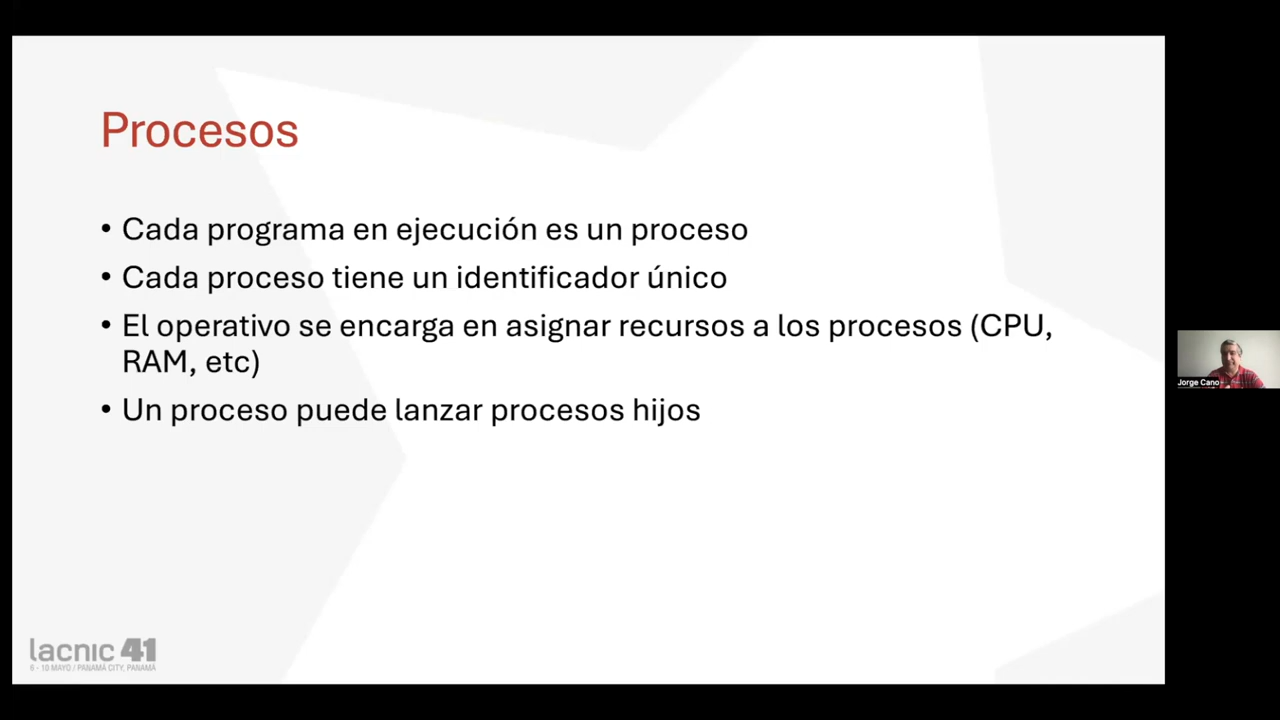 Procesos
• Cada programa en ejecución es un proceso
• Cada proceso tiene un identificador único
• El operativo se encarga en asignar recursos a los procesos (CPU,
RAM, etc)
• Un proceso puede lanzar procesos hijos
Jorge Cano
lacnic 41
6 - 10 MAYO / PANAMÁ CITY, PANAMÁ